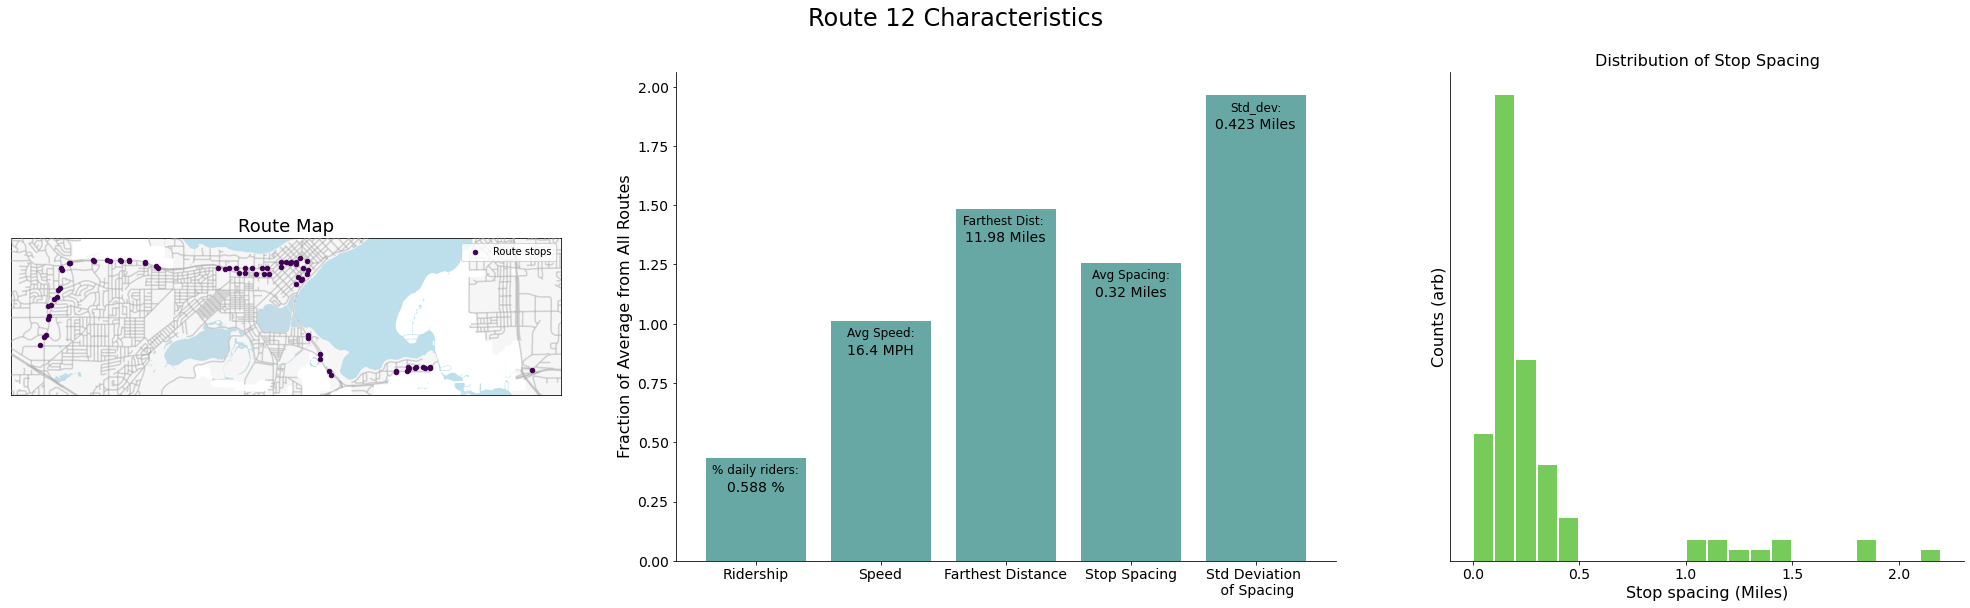 Route 12 Characteristics
Route Map
Route stops
Fraction of Average from All Routes
2.00
1.75
1.50
1.25
1.00
0.75
0.50
0.25
0.00
% daily riders:
0.588 %
Avg Speed:
16.4 MPH
Farthest Dist:
11.98 Miles
Avg Spacing:
0.32 Miles
Std_dev:
0.423 Miles
Ridership
Speed
Farthest Distance
Stop Spacing
Std Deviation
of Spacing
Distribution of Stop Spacing
Counts (arb)
0.0
0.5
1.0
1.5
2.0
Stop spacing (Miles)